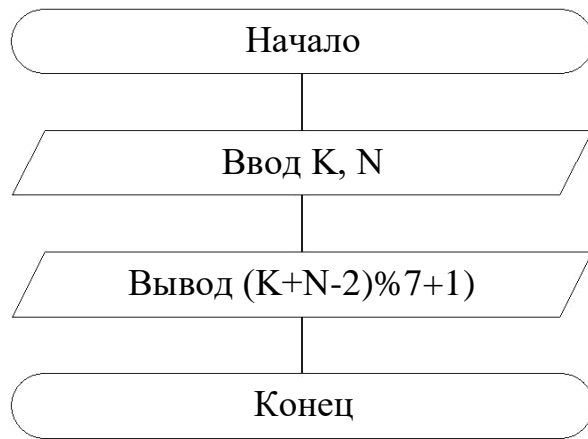 Начало
Ввод K, N
Вывод (K+N-2)%7+1)
Конец